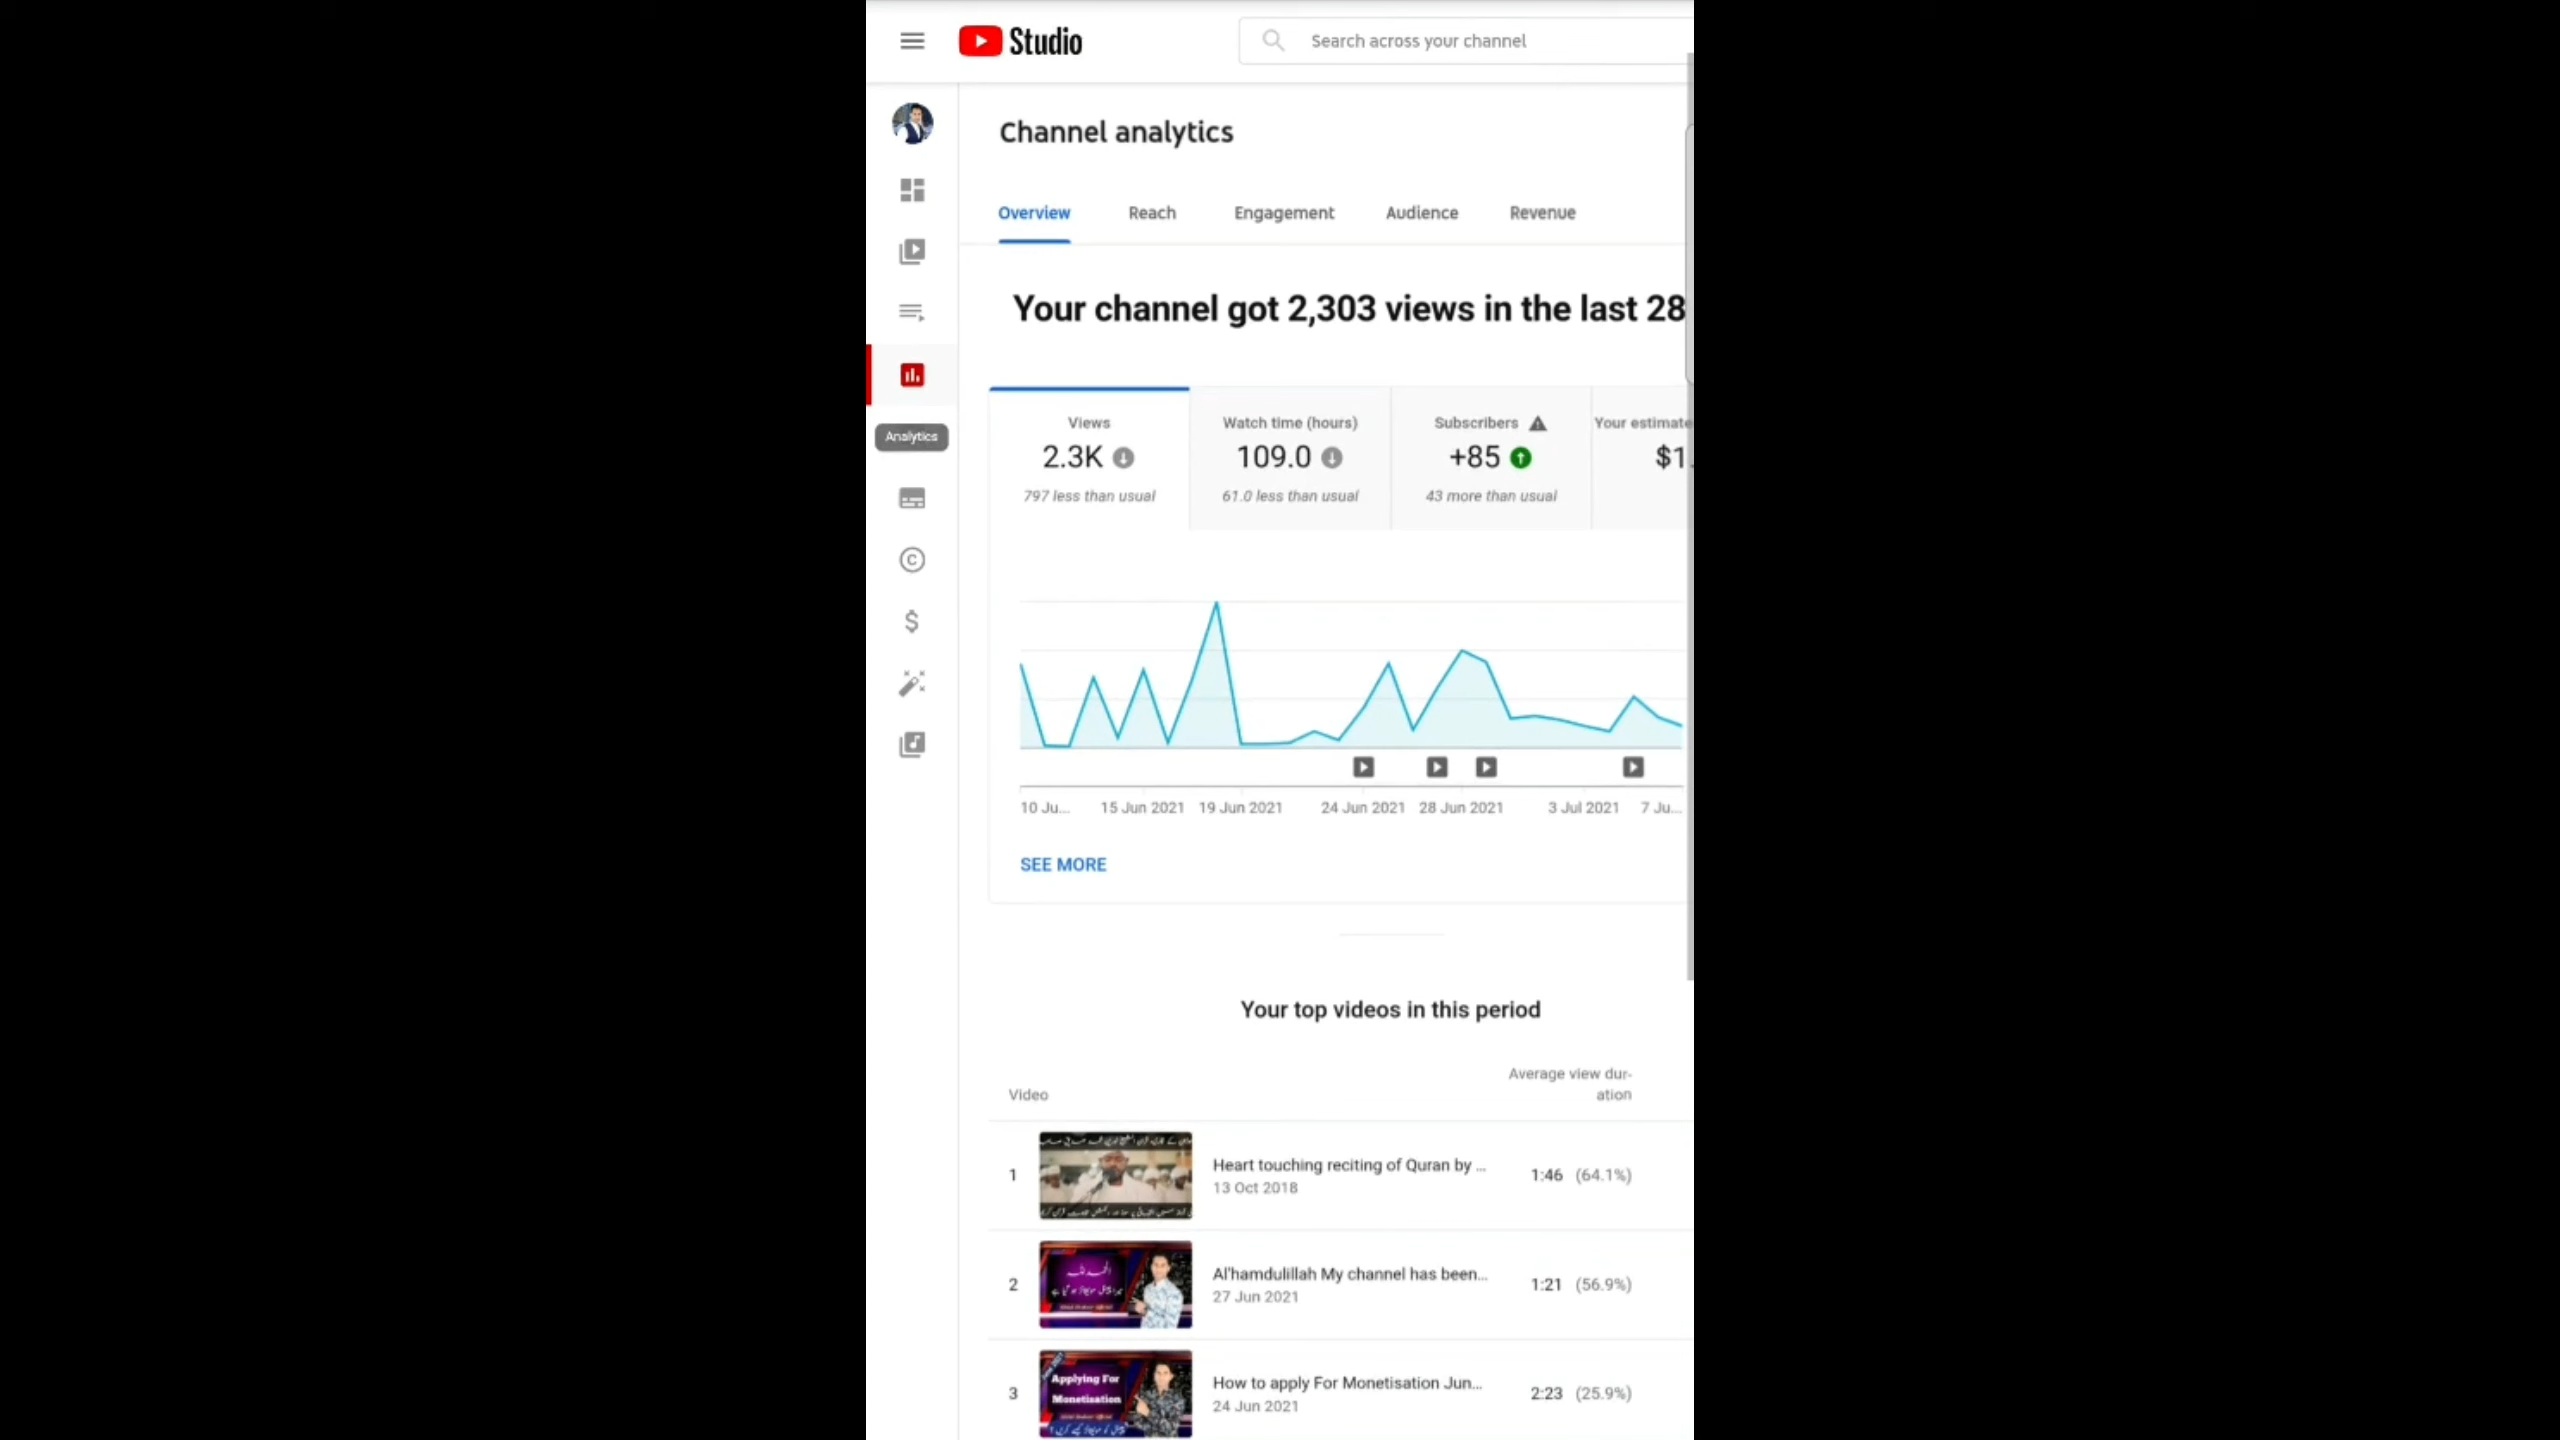 Studio
Search across your channel
Channel analytics
Overview
Reach
Engagement
Audience
Revenue
Your channel got 2,303 views in the last 28
Views
2.3K
797 less than usual
Watch time (hours)
109.0
61.0 less than usual
Subscribers
+85
43 more than usual
Your estimate
$1.
Analytics
10 Ju...
15 Jun 2021
19 Jun 2021
24 Jun 2021
28 Jun 2021
3 Jul 2021
7 Ju...
SEE MORE
Your top videos in this period
Video
Average view dur-
ation
1
Heart touching reciting of Quran by ...
13 Oct 2018
1:46 (64.1%)
2
الحمد للہ
Al'hamdulillah My channel has been...
27 Jun 2021
1:21 (56.9%)
3
Applying For
Monetisation
How to apply For Monetisation Jun...
24 Jun 2021
2:23 (25.9%)